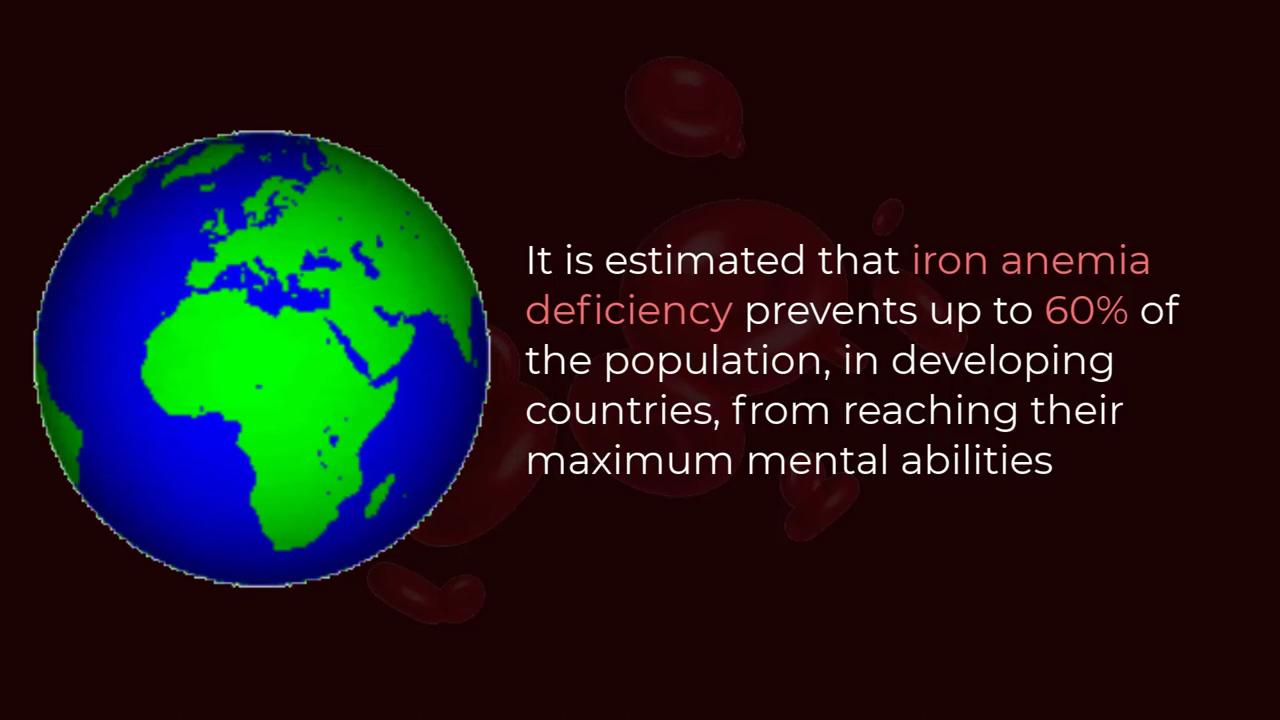 It is estimated that iron anemia
deficiency prevents up to 60% of
the population, in developing
countries, from reaching their
maximum mental abilities